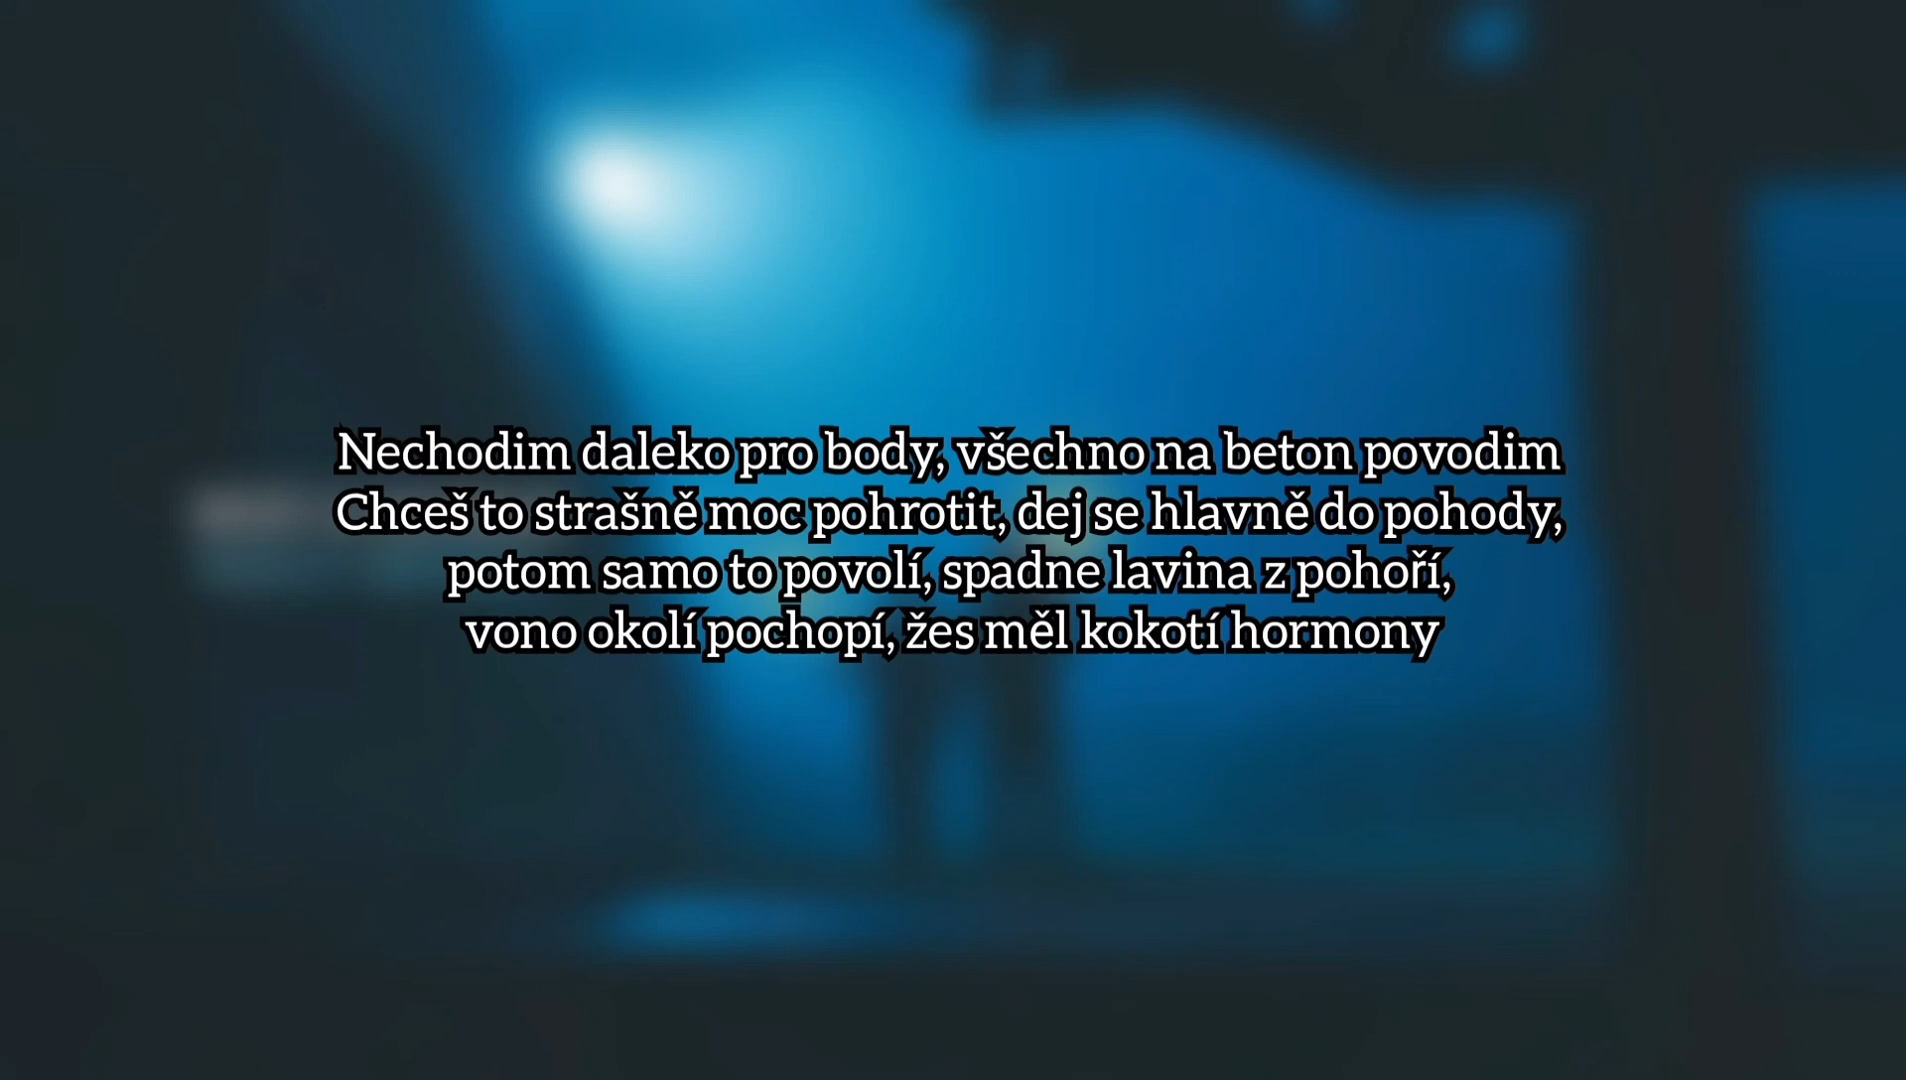 Nechodim daleko pro body, všechno na beton povodim
Chceš to strašně moc pohrotit, dej se hlavně do pohody,
potom samo to povolí, spadne lavina z pohoří,
vono okolí pochopí, žes měl kokotí hormony